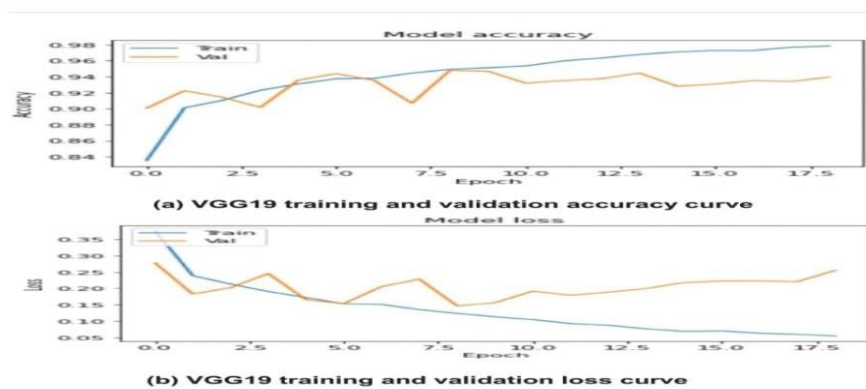 Model accuracy
0.98
0.96
0.94
0.92
0.90
0.88
0.86
0.84
Accuracy
Train
Val
0.0 2.5 5.0 7.5 10.0 12.5 15.0 17.5
Epoch
(a) VGG19 training and validation accuracy curve
Model loss
0.35
0.30
0.25
0.20
0.15
0.10
0.05
Loss
Train
Val
0.0 2.5 5.0 7.5 10.0 12.5 15.0 17.5
Epoch
(b) VGG19 training and validation loss curve